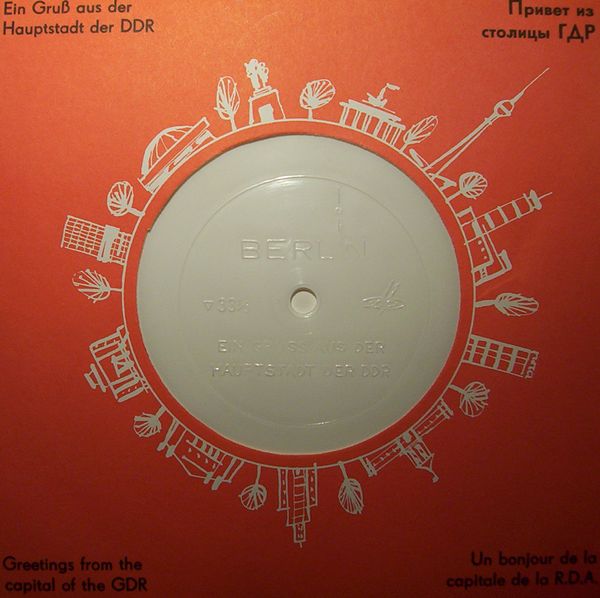 Ein Gruß aus der
Hauptstadt der DDR
Привет из
столицы ГДР
BERLIN
▽33⅓
EIN GRUSS AUS DER
HAUPTSTADT DER DDR
Greetings from the
capital of the GDR
Un bonjour de la
capitale de la R.D.A.